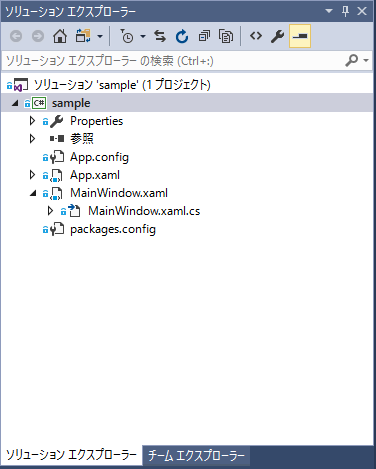 ソリューション エクスプローラー
ソリューション エクスプローラー の検索 (Ctrl+:)
ソリューション 'sample' (1 プロジェクト)
C# sample
Properties
参照
App.config
App.xaml
MainWindow.xaml
MainWindow.xaml.cs
packages.config
ソリューション エクスプローラー チーム エクスプローラー